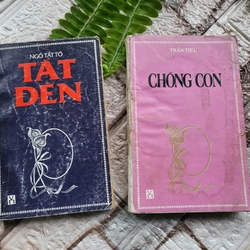 NGÔ TẤT TỐ
TẮT
ĐÈN
TRẦN TIÊU
CHỒNG CON